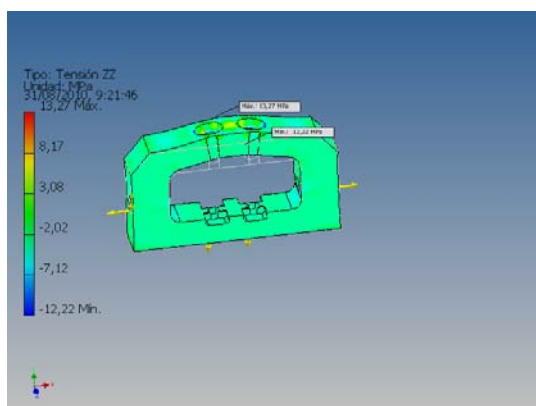 Tipo: Tensión ZZ
Unidad: MPa
31/08/2010, 9:21:46
13,27 Máx.
8,17
3,08
-2,02
-7,12
-12,22 Mín.
Máx.: 13,27 MPa
Mín.: -12,22 MPa